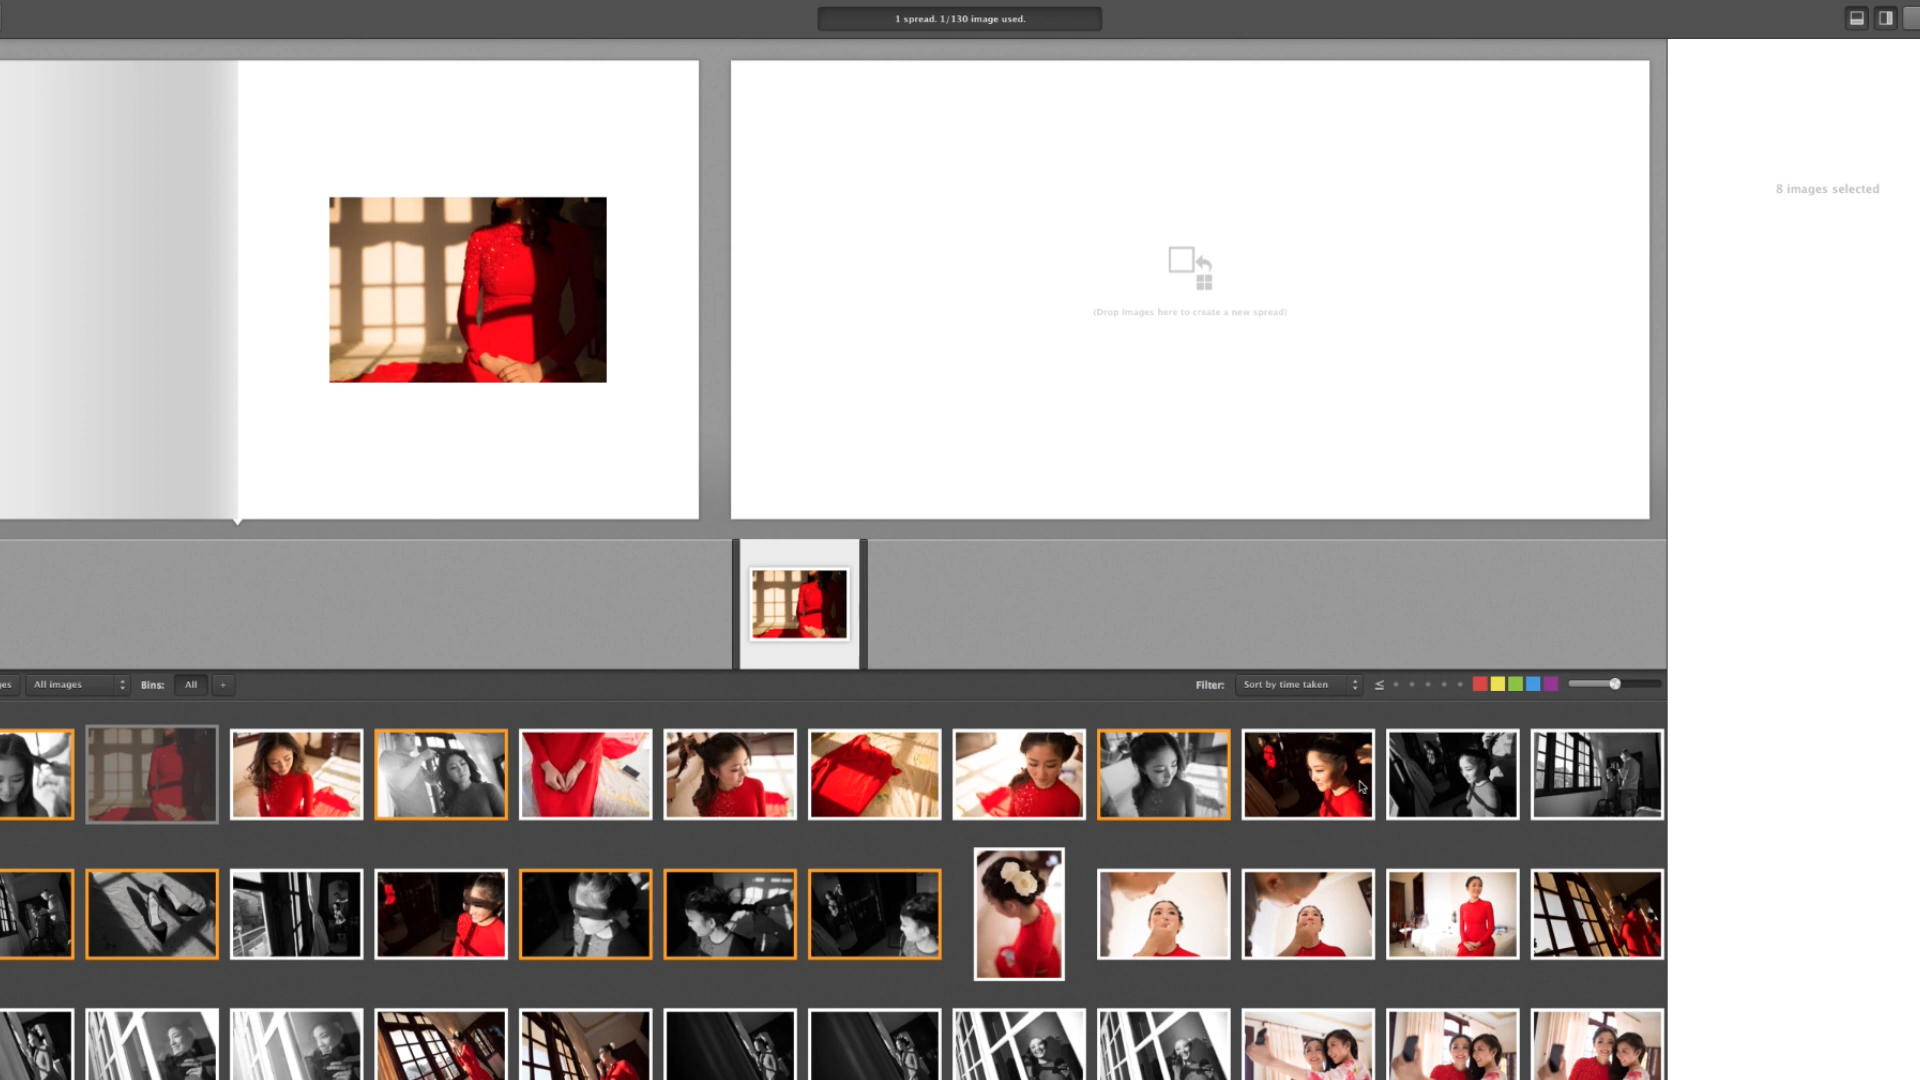 1 spread. 1/130 image used.
8 images selected
(Drop images here to create a new spread)
ges
All images
Bins:
All
+
Filter:
Sort by time taken
≤